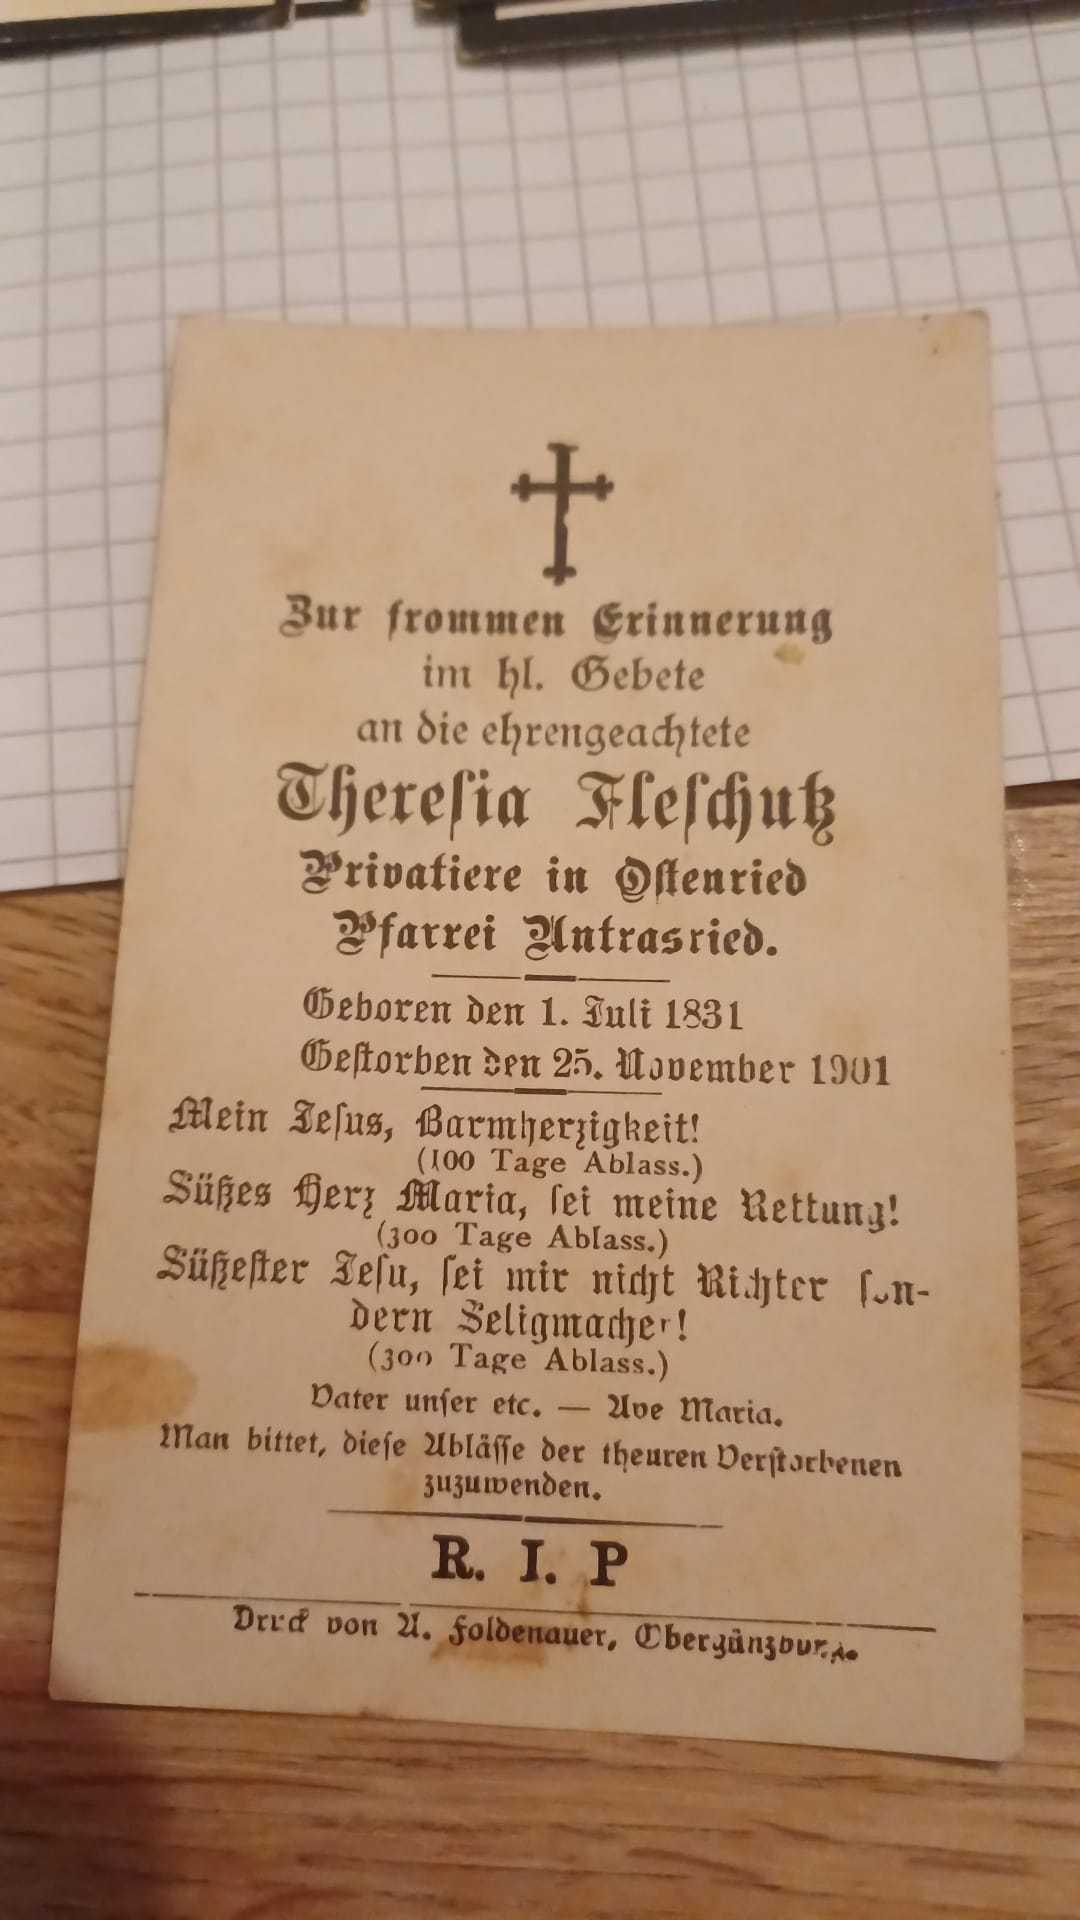 Zur frommen Erinnerung
im hl. Gebete
an die ehrengeachtete
Theresia Fleschutz
Privatiere in Ostenried
Pfarrei Untrasried.
Geboren den 1. Juli 1831
Gestorben den 25. November 1901
Mein Jesus, Barmherzigkeit!
(100 Tage Ablass.)
Süßes Herz Maria, sei meine Rettung!
(300 Tage Ablass.)
Süßester Jesu, sei mir nicht Richter son-
dern Seligmacher!
(300 Tage Ablass.)
Vater unser etc. — Ave Maria.
Man bittet, diese Ablässe der theuren Verstorbenen
zuzuwenden.
R. I. P
Druck von A. Foldenauer, Obergünzburg.